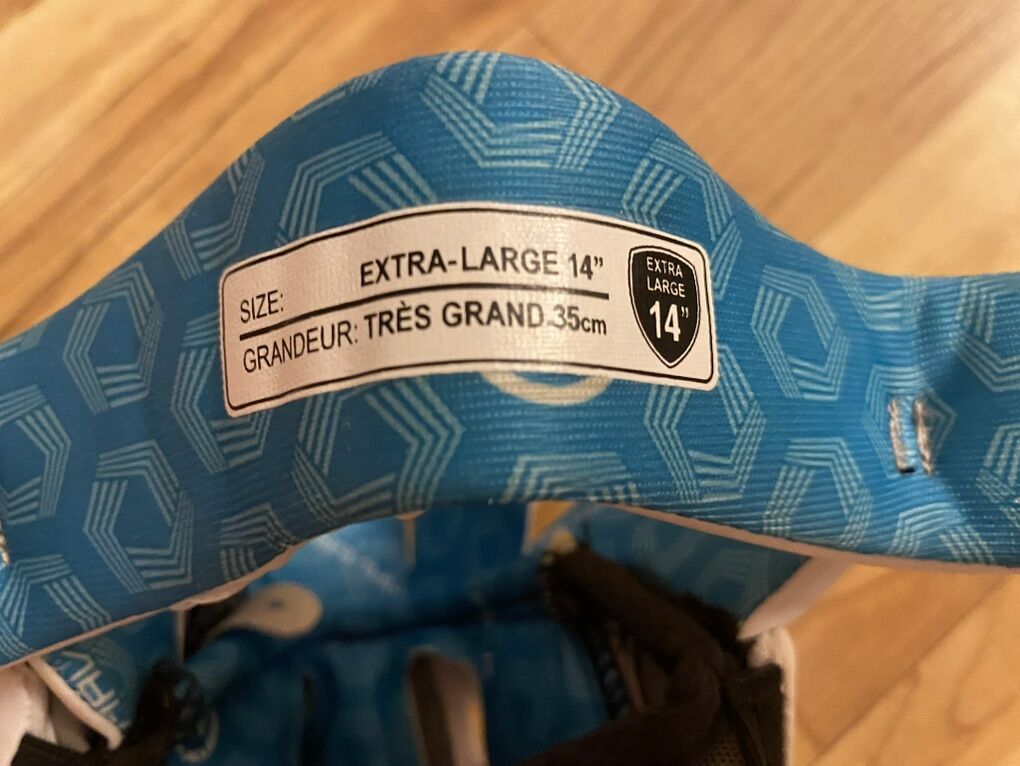 SIZE: EXTRA-LARGE 14”
GRANDEUR: TRÈS GRAND 35cm
EXTRA
LARGE
14”